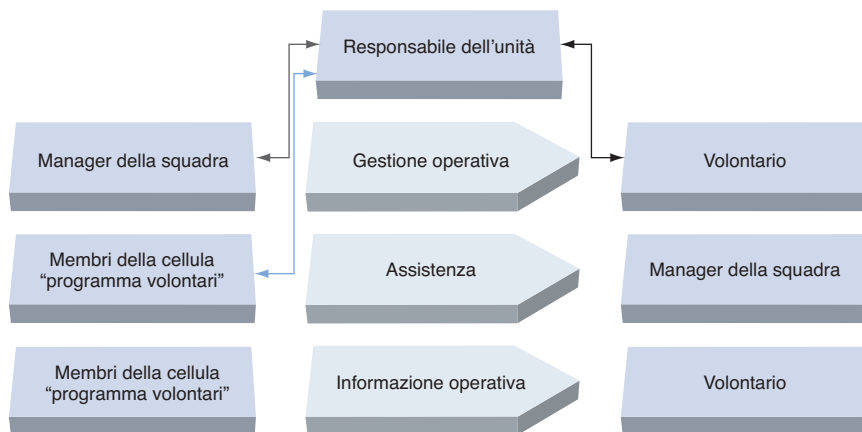 Responsabile dell’unità
Manager della squadra
Gestione operativa
Volontario
Membri della cellula
“programma volontari”
Assistenza
Manager della squadra
Membri della cellula
“programma volontari”
Informazione operativa
Volontario